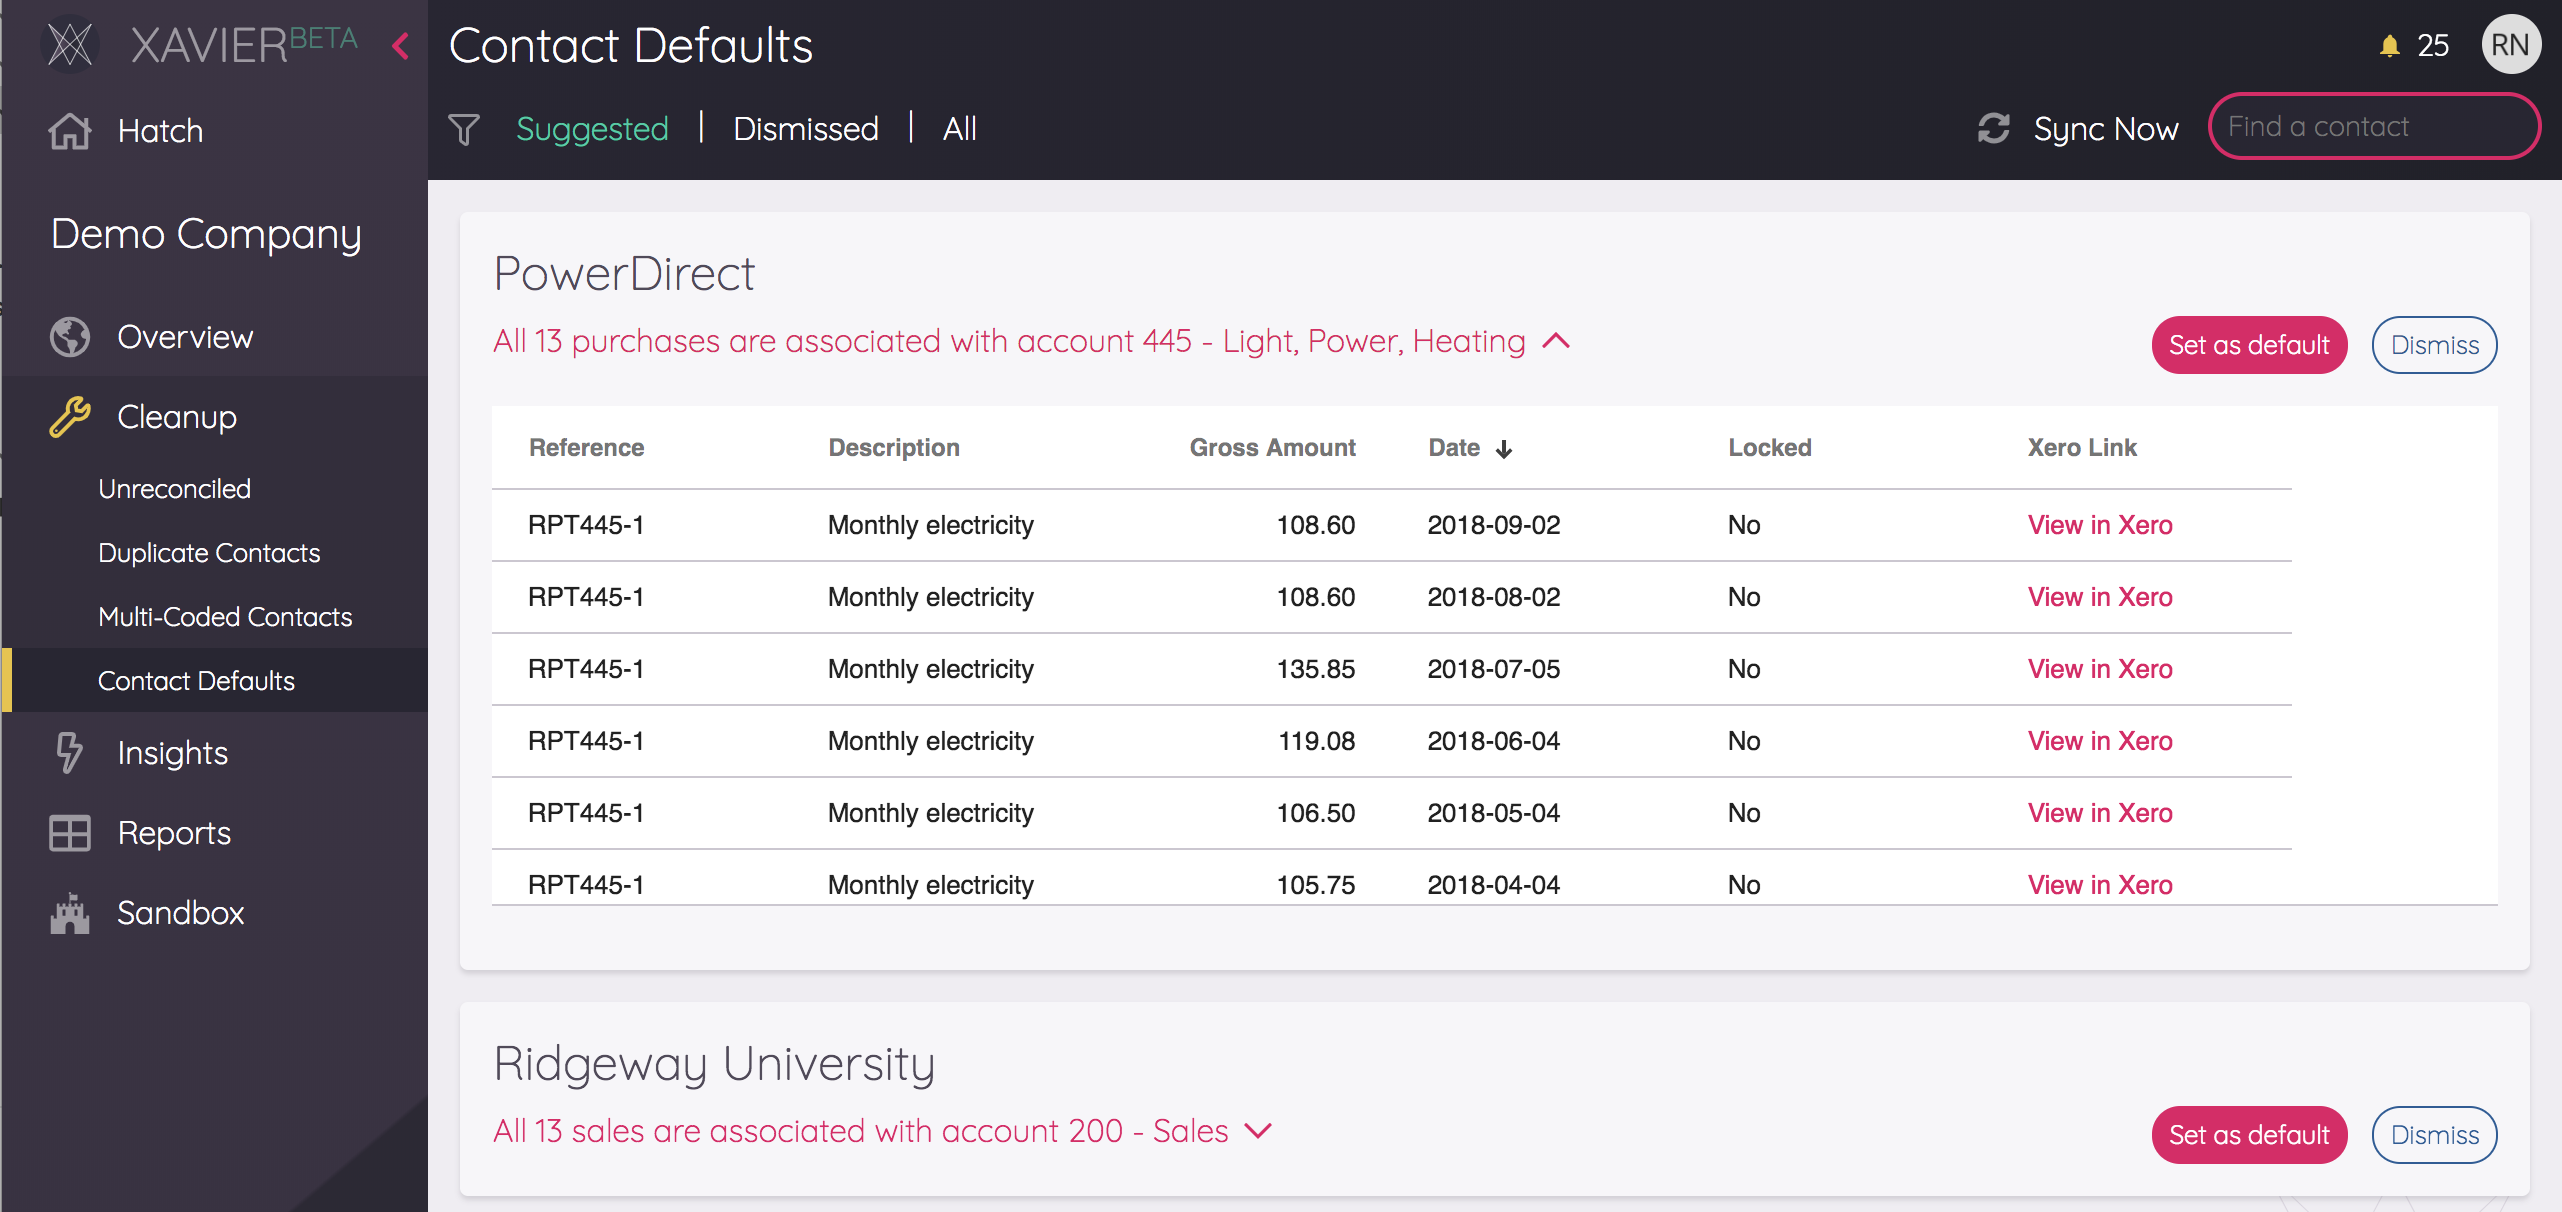 XAVIER BETA
Hatch
Demo Company
Overview
Cleanup
Unreconciled
Duplicate Contacts
Multi-Coded Contacts
Contact Defaults
Insights
Reports
Sandbox
Contact Defaults
25 RN
Suggested | Dismissed | All
Sync Now Find a contact
PowerDirect
All 13 purchases are associated with account 445 - Light, Power, Heating
Set as default Dismiss
Reference Description Gross Amount Date Locked Xero Link
RPT445-1 Monthly electricity 108.60 2018-09-02 No View in Xero
RPT445-1 Monthly electricity 108.60 2018-08-02 No View in Xero
RPT445-1 Monthly electricity 135.85 2018-07-05 No View in Xero
RPT445-1 Monthly electricity 119.08 2018-06-04 No View in Xero
RPT445-1 Monthly electricity 106.50 2018-05-04 No View in Xero
RPT445-1 Monthly electricity 105.75 2018-04-04 No View in Xero
Ridgeway University
All 13 sales are associated with account 200 - Sales
Set as default Dismiss